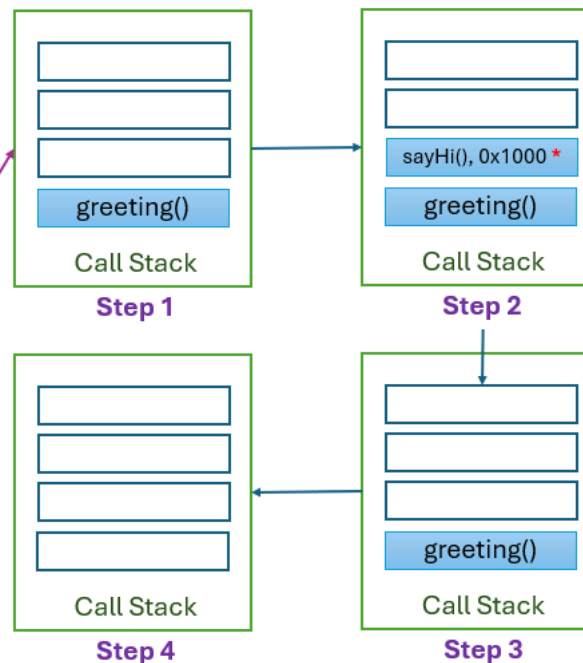 greeting()
Call Stack
Step 1
sayHi(), 0x1000 *
greeting()
Call Stack
Step 2
Call Stack
Step 4
greeting()
Call Stack
Step 3